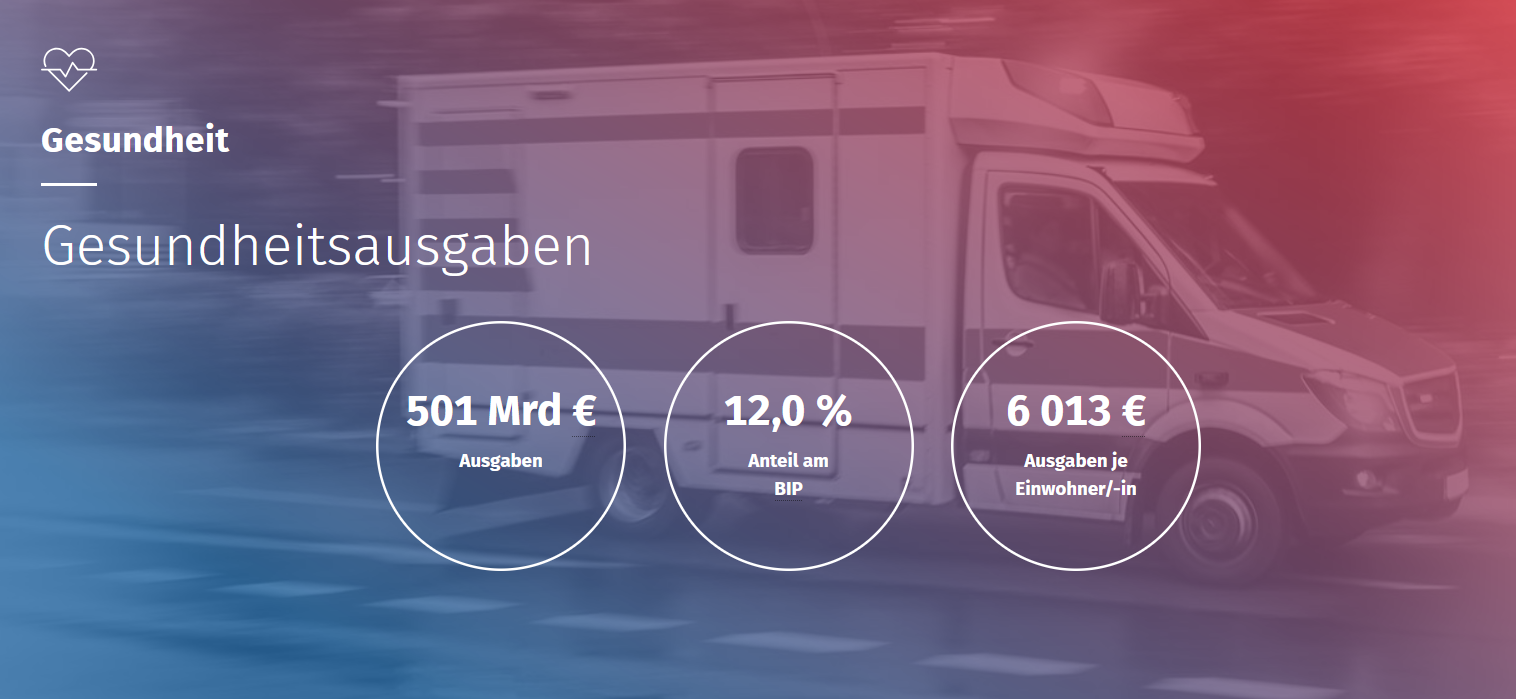 Gesundheit
Gesundheitsausgaben
501 Mrd €
Ausgaben
12,0 %
Anteil am
BIP
6 013 €
Ausgaben je
Einwohner/-in